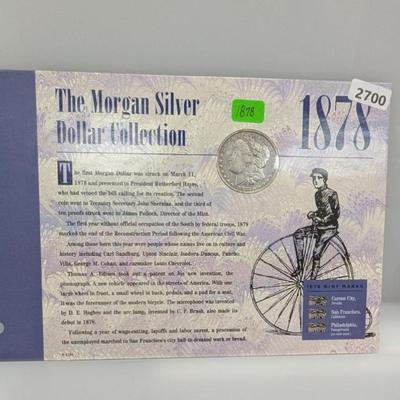 The Morgan Silver
Dollar Collection
1878
1878
2700
The first Morgan Dollar was struck on March 11,
1878 and presented to President Rutherford Hayes,
who had vetoed the bill calling for its creation. The second
coin went to Treasury Secretary John Sherman, and the third of
ten proofs struck went to James Pollock, Director of the Mint.
The first year without official occupation of the South by federal troops, 1878
marked the end of the Reconstruction Period following the American Civil War.
Among those born this year were people whose names live on in culture and
history including Carl Sandburg, Upton Sinclair, Isadora Duncan, Pancho
Villa, George M. Cohan, and carmaker Louis Chevrolet.
Thomas A. Edison took out a patent on his new invention, the
phonograph. A new vehicle appeared in the streets of America. With one
large wheel in front, a small wheel in back, pedals, and a pad for a seat,
it was the forerunner of the modern bicycle. The microphone was invented
by D. E. Hughes and the arc lamp, invented by C. F. Brush, also made its
debut in 1878.
Following a year of wage-cutting, layoffs and labor unrest, a procession of
the unemployed marched to San Francisco's city hall to demand work or bread.
1878 MINT MARKS
Carson City,
Nevada
San Francisco,
California
Philadelphia,
Pennsylvania